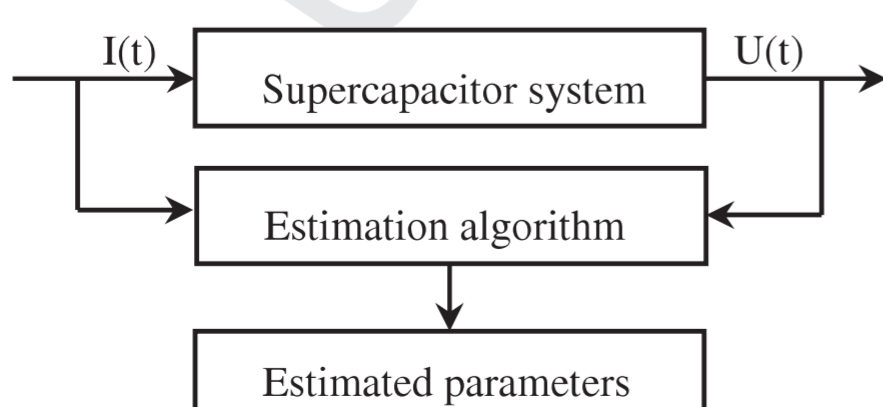 I(t)
U(t)
Supercapacitor system
Estimation algorithm
Estimated parameters